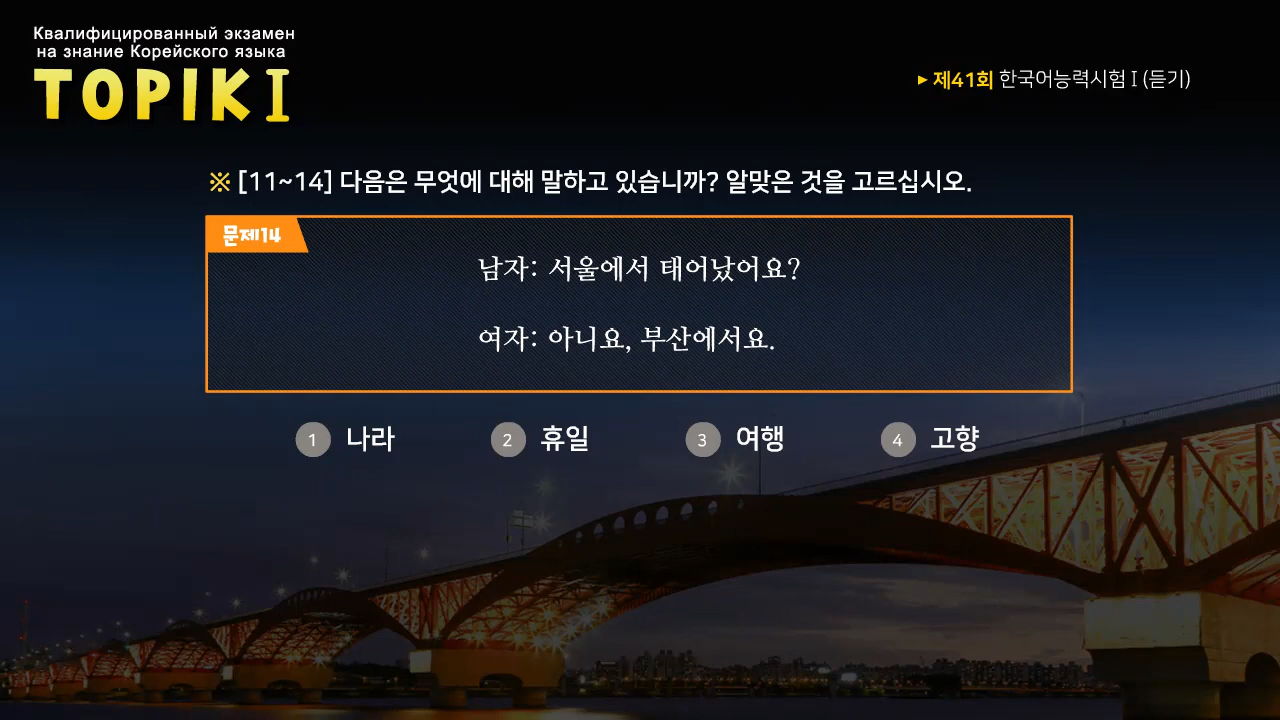 Квалифицированный экзамен
на знание Корейского языка
TOPIK I
▶ 제41회 한국어능력시험 I (듣기)
※ [11~14] 다음은 무엇에 대해 말하고 있습니까? 알맞은 것을 고르십시오.
문제14
남자: 서울에서 태어났어요?
여자: 아니요, 부산에서요.
1 나라 2 휴일 3 여행 4 고향